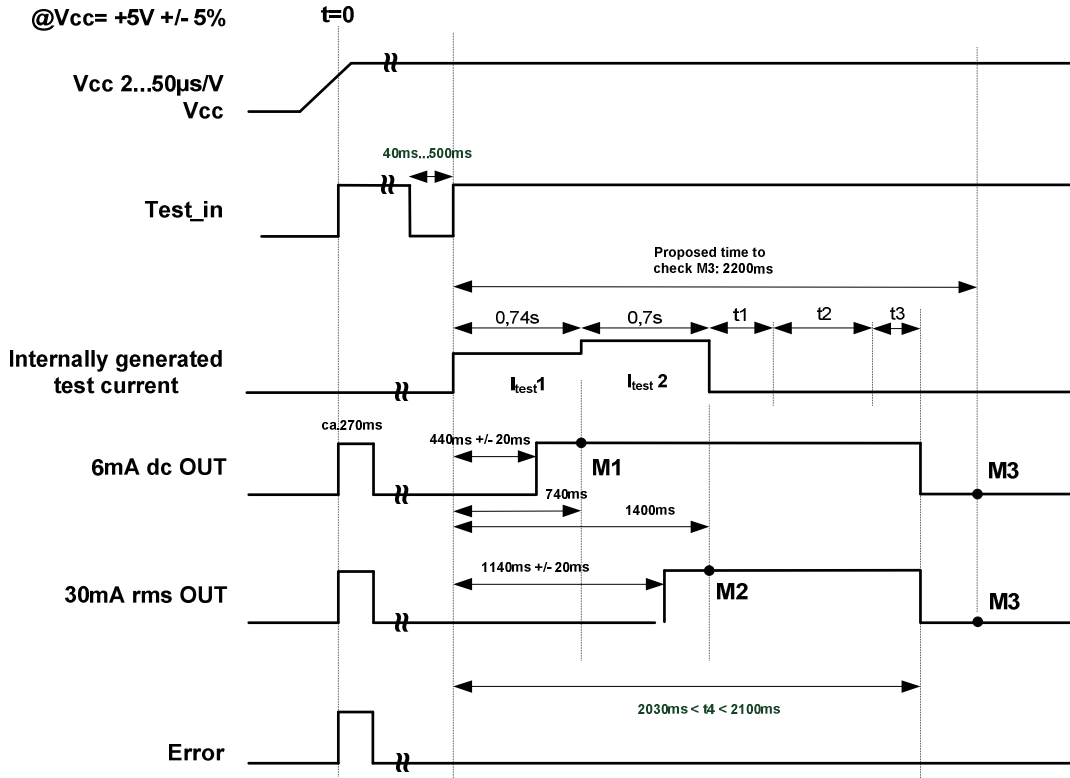 @Vcc= +5V +/- 5%
t=0
Vcc 2...50µs/V
Vcc
40ms...500ms
Test_in
Proposed time to
check M3: 2200ms
0,74s
0,7s
t1
t2
t3
Internally generated
test current
Itest1
Itest 2
ca.270ms
440ms +/- 20ms
6mA dc OUT
M1
M3
740ms
1400ms
1140ms +/- 20ms
30mA rms OUT
M2
M3
2030ms < t4 < 2100ms
Error